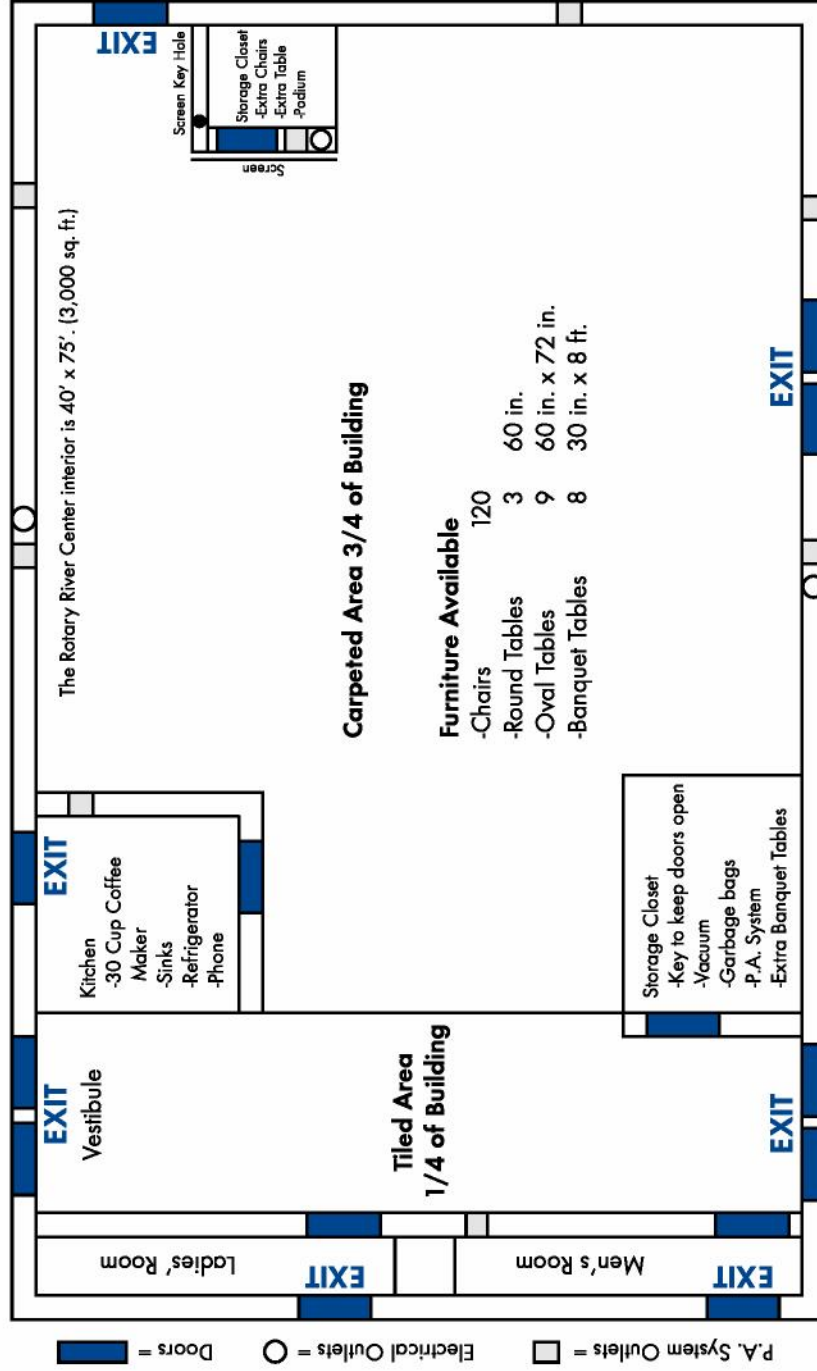 The Rotary River Center interior is 40' x 75'. (3,000 sq. ft.)
EXIT
Vestibule
EXIT
Kitchen
-30 Cup Coffee
Maker
-Sinks
-Refrigerator
-Phone
EXIT
Screen Key Hole
Storage Closet
-Extra Chairs
-Extra Table
-Podium
Screen
Ladies' Room
EXIT
Men's Room
EXIT
Tiled Area
1/4 of Building
Carpeted Area 3/4 of Building
Furniture Available
-Chairs 120
-Round Tables 3 60 in.
-Oval Tables 9 60 in. x 72 in.
-Banquet Tables 8 30 in. x 8 ft.
Storage Closet
-Key to keep doors open
-Vacuum
-Garbage bags
-P.A. System
-Extra Banquet Tables
EXIT
EXIT
Doors =
Electrical Outlets =
P.A. System Outlets =